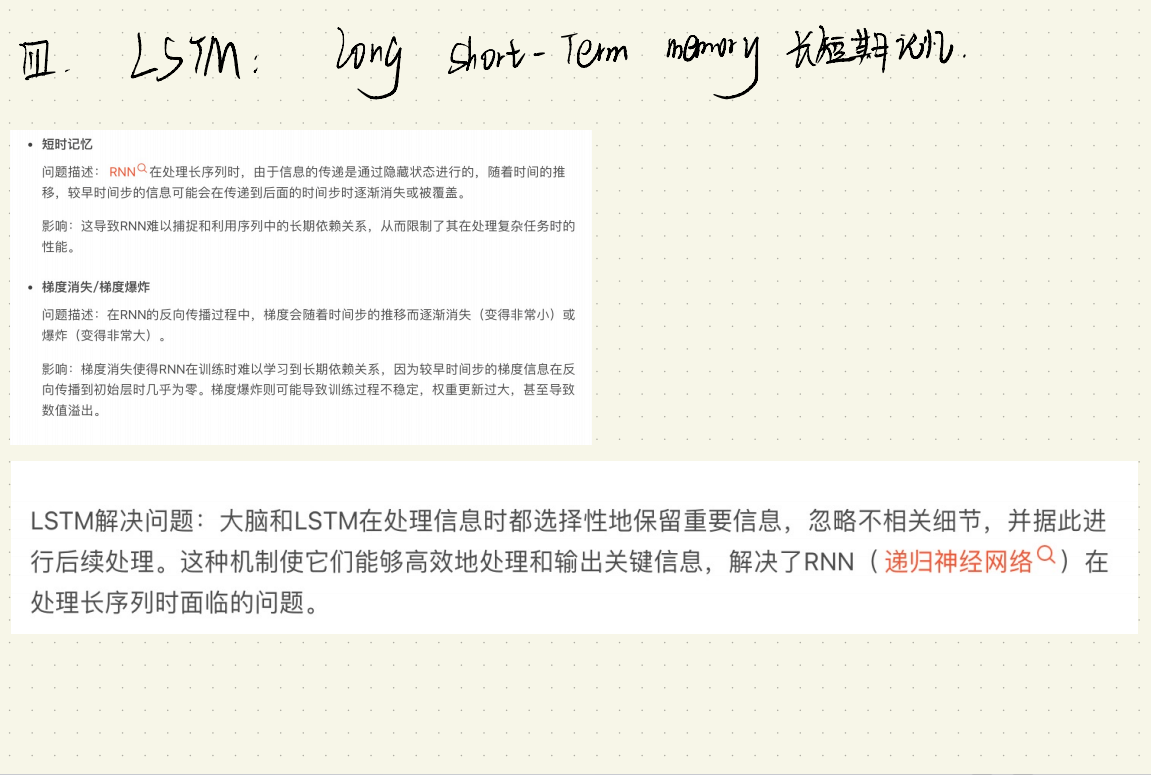 III. LSTM: Long Short-Term memory 长短期记忆.
• 短时记忆
问题描述： RNN在处理长序列时，由于信息的传递是通过隐藏状态进行的，随着时间的推
移，较早时间步的信息可能会在传递到后面的时间步时逐渐消失或被覆盖。
影响：这导致RNN难以捕捉和利用序列中的长期依赖关系，从而限制了其在处理复杂任务时的
性能。
• 梯度消失/梯度爆炸
问题描述：在RNN的反向传播过程中，梯度会随着时间步的推移而逐渐消失（变得非常小）或
爆炸（变得非常大）。
影响：梯度消失使得RNN在训练时难以学习到长期依赖关系，因为较早时间步的梯度信息在反
向传播到初始层时几乎为零。梯度爆炸则可能导致训练过程不稳定，权重更新过大，甚至导致
数值溢出。
LSTM解决问题：大脑和LSTM在处理信息时都选择性地保留重要信息，忽略不相关细节，并据此进
行后续处理。这种机制使它们能够高效地处理和输出关键信息，解决了RNN（递归神经网络）在
处理长序列时面临的问题。